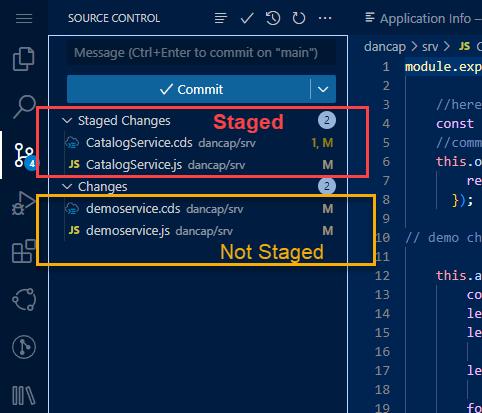 SOURCE CONTROL
Application Info —
Message (Ctrl+Enter to commit on "main")
dancap > srv > JS C
Commit
Staged Changes 2
Staged
CatalogService.cds dancap/srv 1, M
JS CatalogService.js dancap/srv M
Changes 2
demoservice.cds dancap/srv
JS demoservice.js dancap/srv M
Not Staged
4
1 module.exp
2
3 //here
4 const
5 //comm
6 this.o
7 re
8 });
9
10 // demo ch
11
12 this.a
13 co
14 le
15 le
16
17 le
18
19 fo